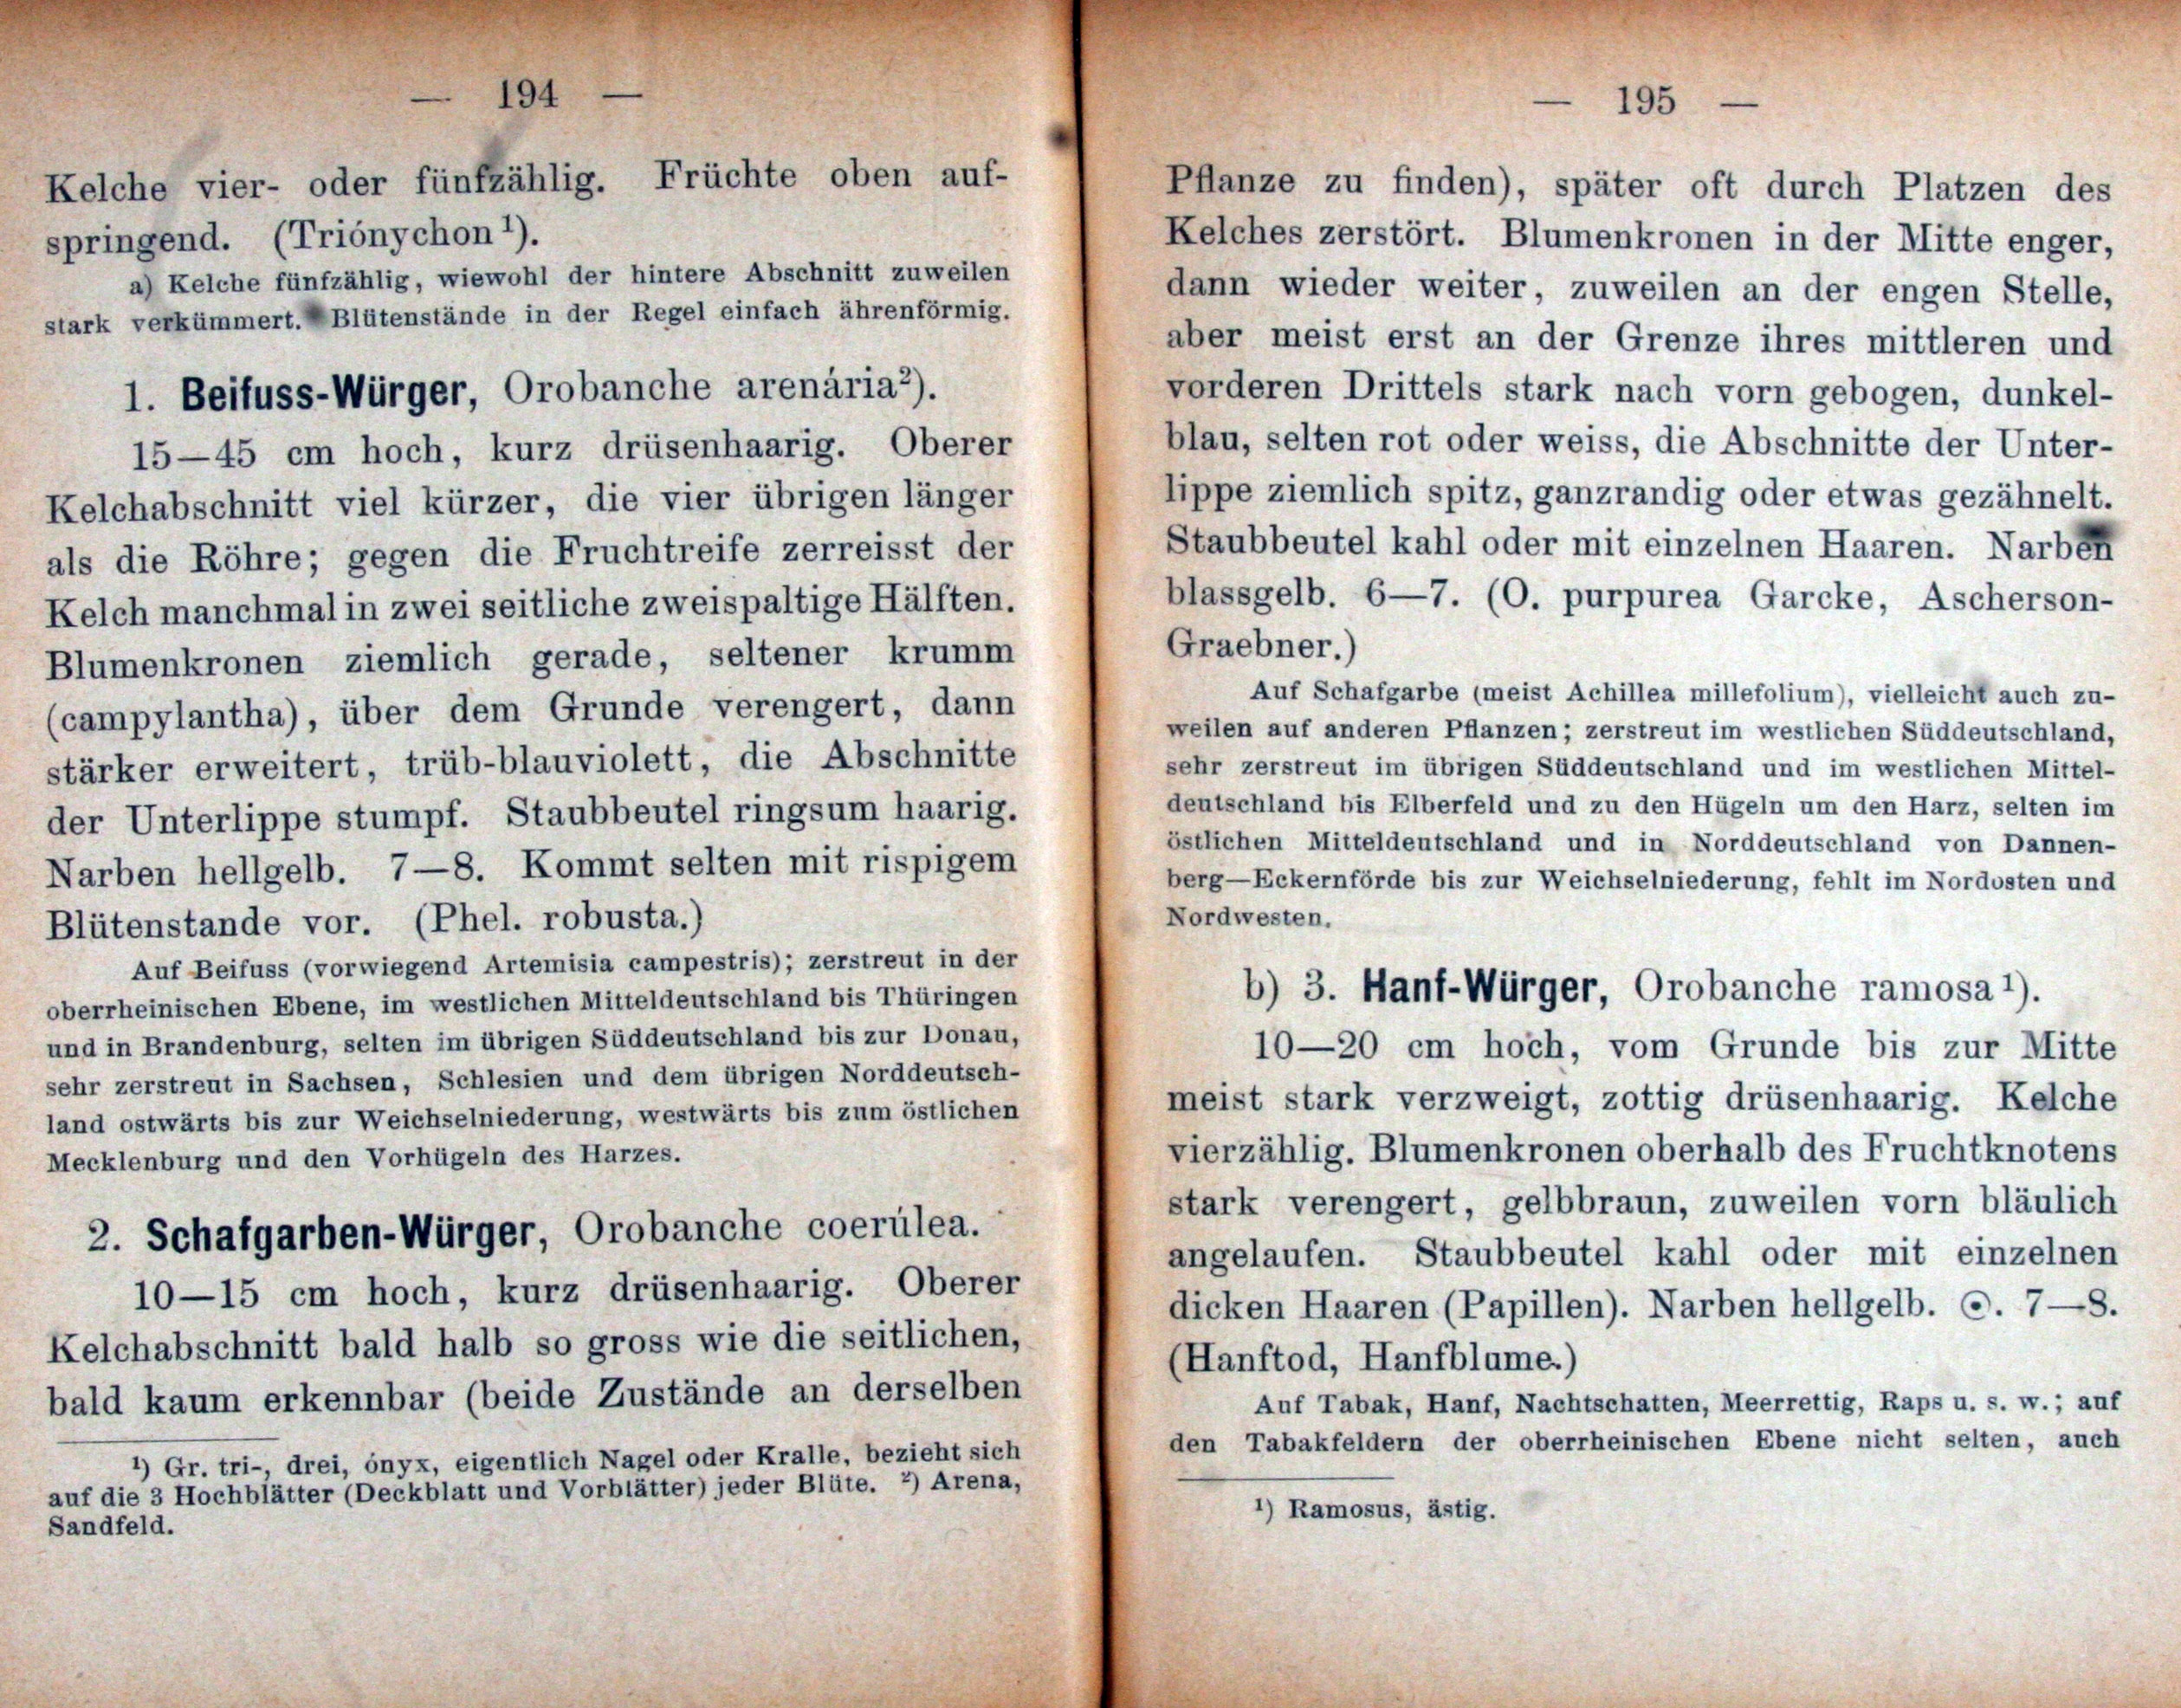 — 194 —
Kelche vier- oder fünfzählig. Früchte oben auf-
springend. (Triónychon ¹).
a) Kelche fünfzählig, wiewohl der hintere Abschnitt zuweilen
stark verkümmert. Blütenstände in der Regel einfach ährenförmig.
1. Beifuss-Würger, Orobanche arenária²).
15—45 cm hoch, kurz drüsenhaarig. Oberer
Kelchabschnitt viel kürzer, die vier übrigen länger
als die Röhre; gegen die Fruchtreife zerreisst der
Kelch manchmal in zwei seitliche zweispaltige Hälften.
Blumenkronen ziemlich gerade, seltener krumm
(campylantha), über dem Grunde verengert, dann
stärker erweitert, trüb-blauviolett, die Abschnitte
der Unterlippe stumpf. Staubbeutel ringsum haarig.
Narben hellgelb. 7—8. Kommt selten mit rispigem
Blütenstande vor. (Phel. robusta.)
Auf Beifuss (vorwiegend Artemisia campestris); zerstreut in der
oberrheinischen Ebene, im westlichen Mitteldeutschland bis Thüringen
und in Brandenburg, selten im übrigen Süddeutschland bis zur Donau,
sehr zerstreut in Sachsen, Schlesien und dem übrigen Norddeutsch-
land ostwärts bis zur Weichselniederung, westwärts bis zum östlichen
Mecklenburg und den Vorhügeln des Harzes.
2. Schafgarben-Würger, Orobanche coerúlea.
10—15 cm hoch, kurz drüsenhaarig. Oberer
Kelchabschnitt bald halb so gross wie die seitlichen,
bald kaum erkennbar (beide Zustände an derselben
¹) Gr. tri-, drei, ónyx, eigentlich Nagel oder Kralle, bezieht sich
auf die 3 Hochblätter (Deckblatt und Vorblätter) jeder Blüte. ²) Arena,
Sandfeld.
— 195 —
Pflanze zu finden), später oft durch Platzen des
Kelches zerstört. Blumenkronen in der Mitte enger,
dann wieder weiter, zuweilen an der engen Stelle,
aber meist erst an der Grenze ihres mittleren und
vorderen Drittels stark nach vorn gebogen, dunkel-
blau, selten rot oder weiss, die Abschnitte der Unter-
lippe ziemlich spitz, ganzrandig oder etwas gezähnelt.
Staubbeutel kahl oder mit einzelnen Haaren. Narben
blassgelb. 6—7. (O. purpurea Garcke, Ascherson-
Graebner.)
Auf Schafgarbe (meist Achillea millefolium), vielleicht auch zu-
weilen auf anderen Pflanzen; zerstreut im westlichen Süddeutschland,
sehr zerstreut im übrigen Süddeutschland und im westlichen Mittel-
deutschland bis Elberfeld und zu den Hügeln um den Harz, selten im
östlichen Mitteldeutschland und in Norddeutschland von Dannen-
berg—Eckernförde bis zur Weichselniederung, fehlt im Nordosten und
Nordwesten.
b) 3. Hanf-Würger, Orobanche ramosa ¹).
10—20 cm hoch, vom Grunde bis zur Mitte
meist stark verzweigt, zottig drüsenhaarig. Kelche
vierzählig. Blumenkronen oberhalb des Fruchtknotens
stark verengert, gelbbraun, zuweilen vorn bläulich
angelaufen. Staubbeutel kahl oder mit einzelnen
dicken Haaren (Papillen). Narben hellgelb. ⊙. 7—8.
(Hanftod, Hanfblume.)
Auf Tabak, Hanf, Nachtschatten, Meerrettig, Raps u. s. w.; auf
den Tabakfeldern der oberrheinischen Ebene nicht selten, auch
¹) Ramosus, ästig.